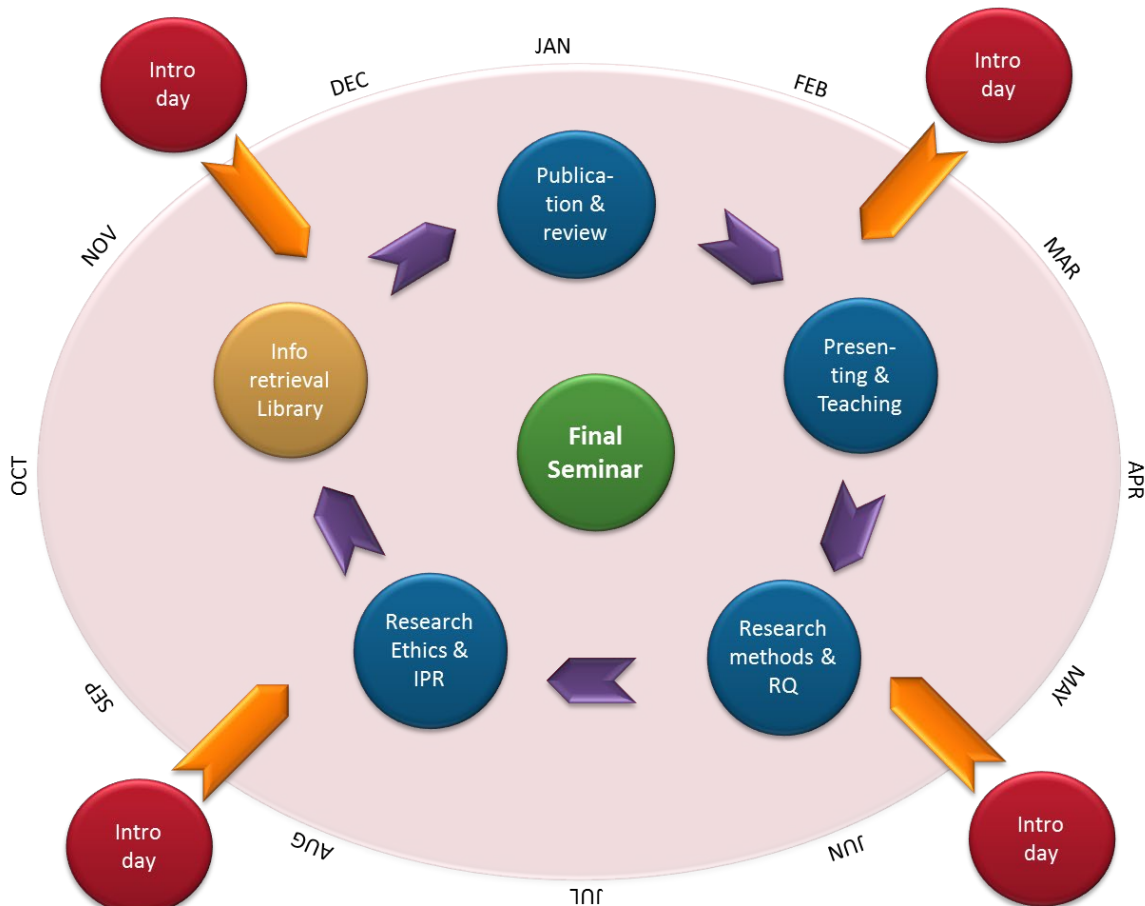 JAN
DEC
FEB
Intro
day
Intro
day
Publica-
tion &
review
NOV
MAR
Info
retrieval
Library
Presen-
ting &
Teaching
Final
Seminar
OCT
APR
Research
Ethics &
IPR
Research
methods &
RQ
SEP
MAY
Intro
day
Intro
day
AUG
JUN
JUL